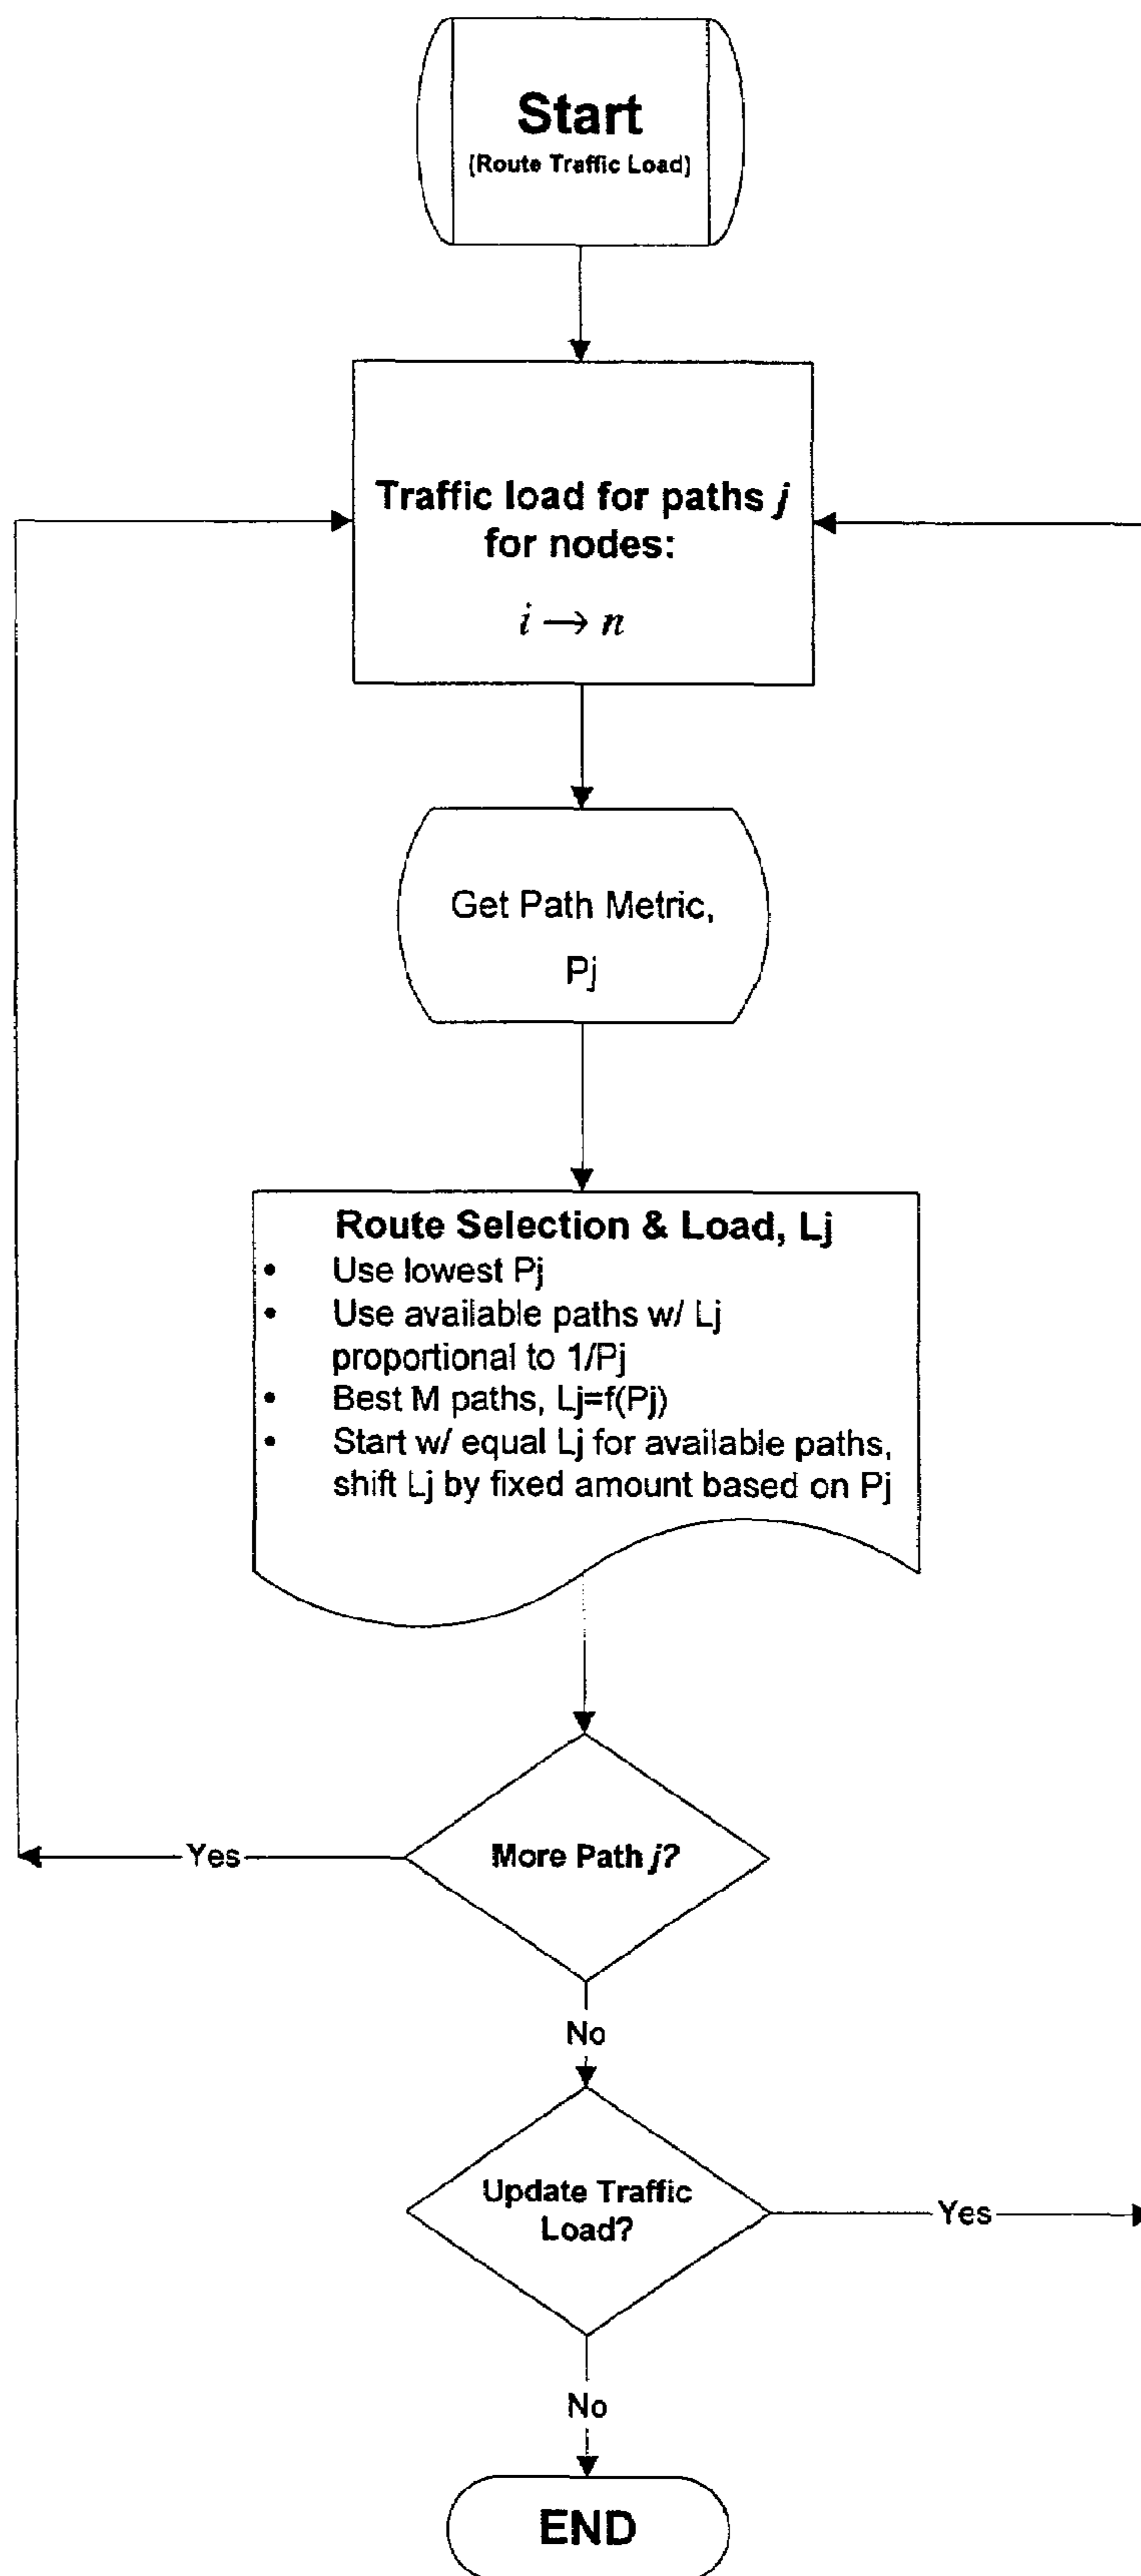 Start
(Route Traffic Load)
Traffic load for paths j
for nodes:
i → n
Get Path Metric,
Pj
Route Selection & Load, Lj
• Use lowest Pj
• Use available paths w/ Lj
proportional to 1/Pj
• Best M paths, Lj=f(Pj)
• Start w/ equal Lj for available paths,
shift Lj by fixed amount based on Pj
More Path j?
Yes
No
Update Traffic
Load?
Yes
No
END